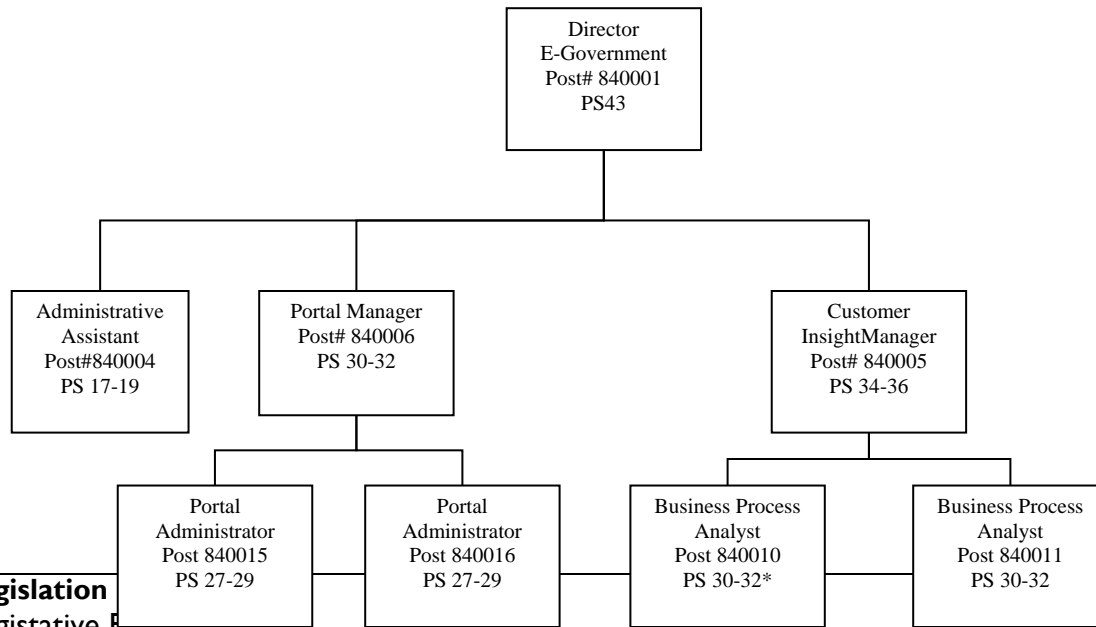 Director
E-Government
Post# 840001
PS43
Administrative
Assistant
Post#840004
PS 17-19
Portal Manager
Post# 840006
PS 30-32
Customer
InsightManager
Post# 840005
PS 34-36
Portal
Administrator
Post 840015
PS 27-29
Portal
Administrator
Post 840016
PS 27-29
Business Process
Analyst
Post 840010
PS 30-32*
Business Process
Analyst
Post 840011
PS 30-32
gislation
gistative